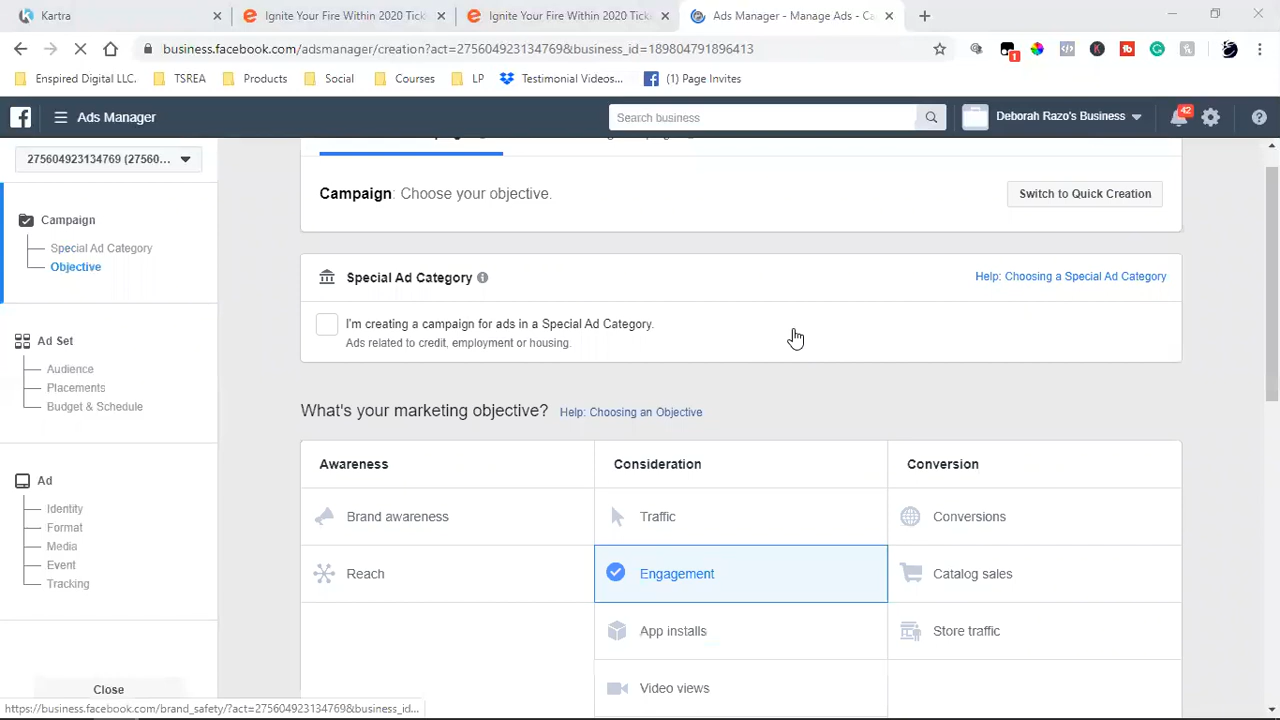 Kartra
Ignite Your Fire Within 2020 Tick
Ignite Your Fire Within 2020 Tick
Ads Manager - Manage Ads - Ca
business.facebook.com/adsmanager/creation?act=275604923134769&business_id=189804791896413
1
Enspired Digital LLC.
TSREA
Products
Social
Courses
LP
Testimonial Videos...
(1) Page Invites
Ads Manager
Search business
Deborah Razo's Business
42
275604923134769 (27560...
Campaign: Choose your objective.
Switch to Quick Creation
Campaign
Special Ad Category
Objective
Special Ad Category
Help: Choosing a Special Ad Category
I'm creating a campaign for ads in a Special Ad Category.
Ads related to credit, employment or housing.
Ad Set
Audience
Placements
Budget & Schedule
What's your marketing objective?
Help: Choosing an Objective
Awareness
Consideration
Conversion
Ad
Identity
Format
Media
Event
Tracking
Brand awareness
Traffic
Conversions
Reach
Engagement
Catalog sales
App installs
Store traffic
Video views
Close
https://business.facebook.com/brand_safety/?act=275604923134769&business_id...